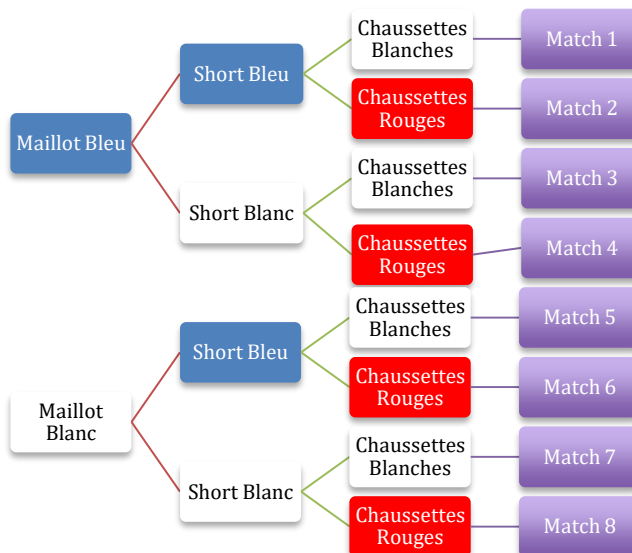 Chaussettes
Blanches
Match 1
Short Bleu
Chaussettes
Rouges
Match 2
Maillot Bleu
Chaussettes
Blanches
Match 3
Short Blanc
Chaussettes
Rouges
Match 4
Chaussettes
Blanches
Match 5
Short Bleu
Chaussettes
Rouges
Match 6
Maillot
Blanc
Chaussettes
Blanches
Match 7
Short Blanc
Chaussettes
Rouges
Match 8